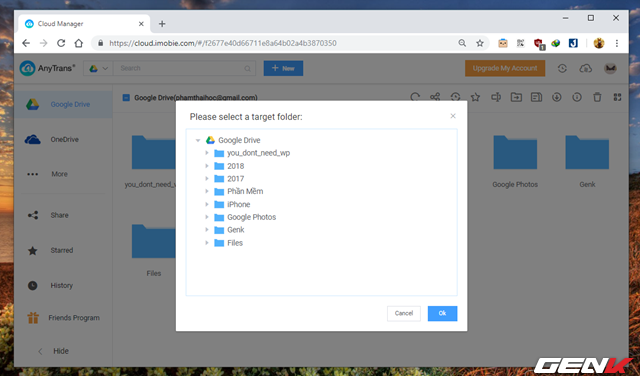 Cloud Manager
https://cloud.imobie.com/#/f2677e40d66711e8a64b02a4b3870350
AnyTrans®
Search
+ New
Upgrade My Account
Google Drive
Google Drive(phamthaihoc@gmail.com)
OneDrive
More
Share
Starred
History
Friends Program
Hide
you_dont_need_w
Google Photos
Genk
Files
Please select a target folder:
Google Drive
you_dont_need_wp
2018
2017
Phần Mềm
iPhone
Google Photos
Genk
Files
Cancel
Ok
GENK